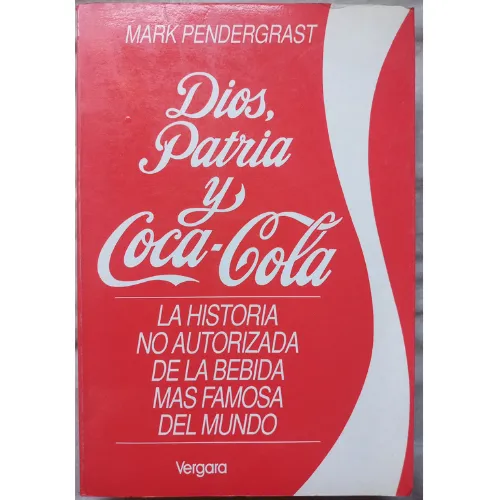 MARK PENDERGRAST
Dios,
Patria
y
Coca-Cola
LA HISTORIA
NO AUTORIZADA
DE LA BEBIDA
MAS FAMOSA
DEL MUNDO
Vergara